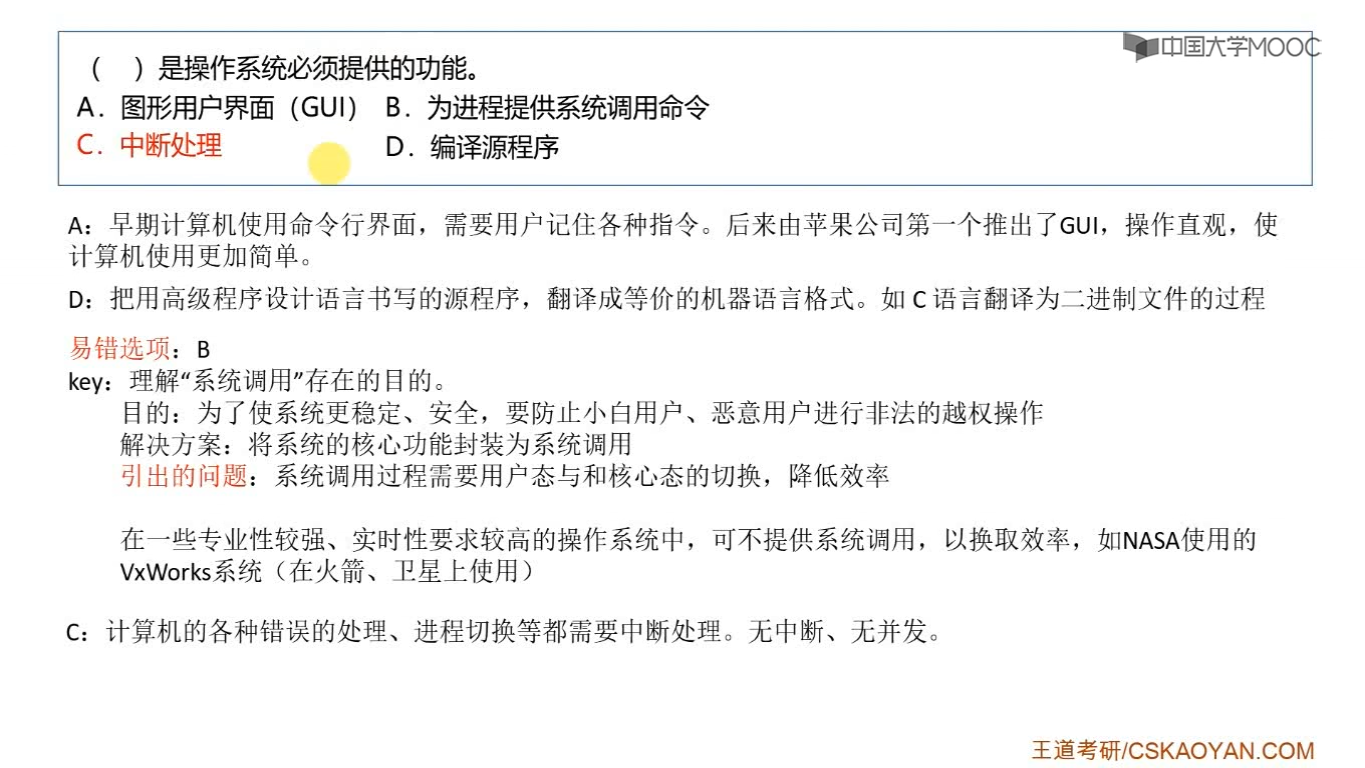 中国大学MOOC
（ ）是操作系统必须提供的功能。
A. 图形用户界面（GUI） B. 为进程提供系统调用命令
C. 中断处理 D. 编译源程序
A：早期计算机使用命令行界面，需要用户记住各种指令。后来由苹果公司第一个推出了GUI，操作直观，使
计算机使用更加简单。
D：把用高级程序设计语言书写的源程序，翻译成等价的机器语言格式。如 C 语言翻译为二进制文件的过程
易错选项：B
key：理解“系统调用”存在的目的。
目的：为了使系统更稳定、安全，要防止小白用户、恶意用户进行非法的越权操作
解决方案：将系统的核心功能封装为系统调用
引出的问题：系统调用过程需要用户态与和核心态的切换，降低效率
在一些专业性较强、实时性要求较高的操作系统中，可不提供系统调用，以换取效率，如NASA使用的
VxWorks系统（在火箭、卫星上使用）
C：计算机的各种错误的处理、进程切换等都需要中断处理。无中断、无并发。
王道考研/CSKAOYAN.COM